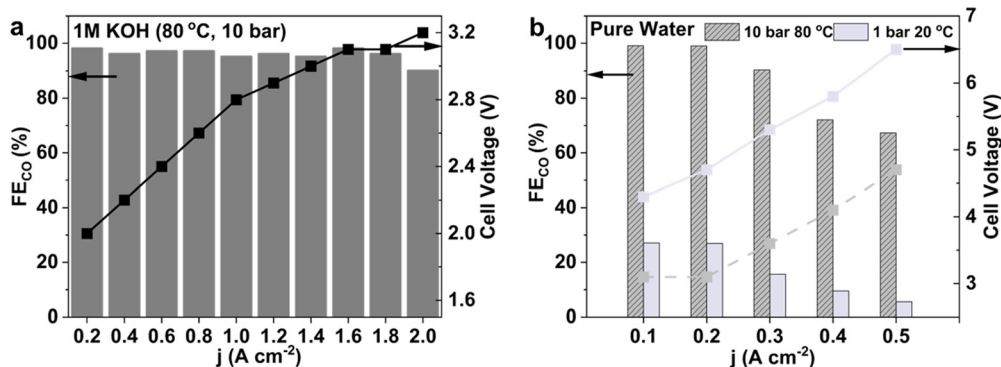 a
1M KOH (80 °C, 10 bar)
100
80
60
40
20
0
FE_CO (%)
3.2
2.8
2.4
2.0
1.6
Cell Voltage (V)
0.2 0.4 0.6 0.8 1.0 1.2 1.4 1.6 1.8 2.0
j (A cm⁻²)
b
Pure Water
10 bar 80 °C
1 bar 20 °C
100
80
60
40
20
0
FE_CO (%)
7
6
5
4
3
Cell Voltage (V)
0.1 0.2 0.3 0.4 0.5
j (A cm⁻²)